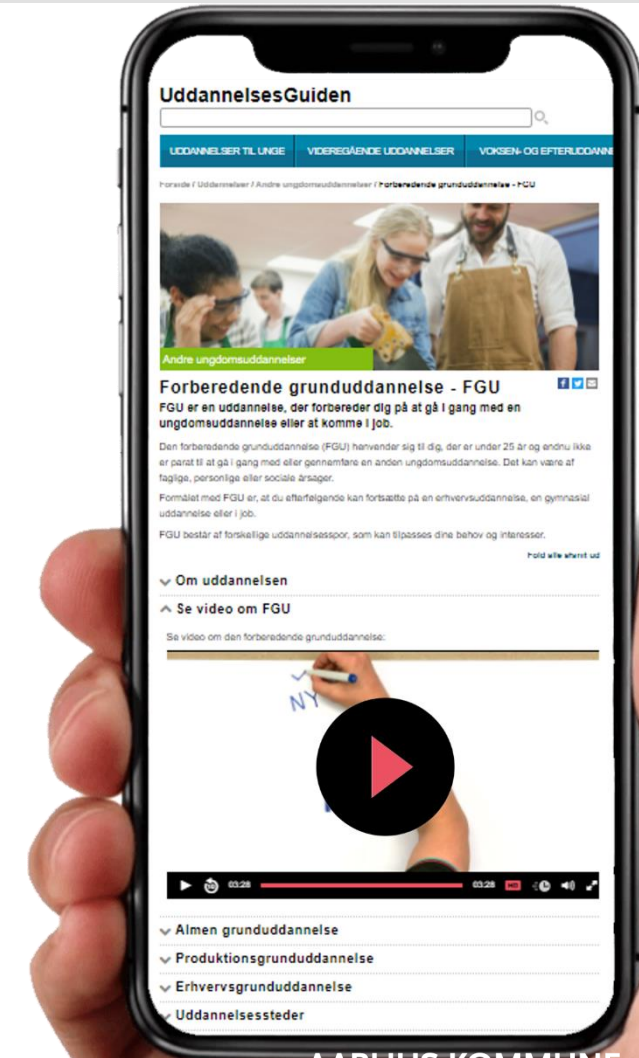 UddannelsesGuiden
UDDANNELSER TIL UNGE VIDEREGÅENDE UDDANNELSER VOKSEN- OG EFTERUDDANNE
Forside / Uddannelser / Andre ungdomsuddannelser / Forberedende grunduddannelse - FGU
Andre ungdomsuddannelser
Forberedende grunduddannelse - FGU
FGU er en uddannelse, der forbereder dig på at gå i gang med en
ungdomsuddannelse eller at komme i job.
Den forberedende grunduddannelse (FGU) henvender sig til dig, der er under 25 år og endnu ikke
er parat til at gå i gang med eller gennemføre en anden ungdomsuddannelse. Det kan være af
faglige, personlige eller sociale årsager.
Formålet med FGU er, at du efterfølgende kan fortsætte på en erhvervsuddannelse, en gymnasial
uddannelse eller i job.
FGU består af forskellige uddannelsesspor, som kan tilpasses dine behov og interesser.
Fold alle afsnit ud
Om uddannelsen
Se video om FGU
Se video om den forberedende grunduddannelse:
NY
03:28 03:28 HD
Almen grunduddannelse
Produktionsgrunduddannelse
Erhvervsgrunduddannelse
Uddannelsessteder
AARHUS KOMMUNE